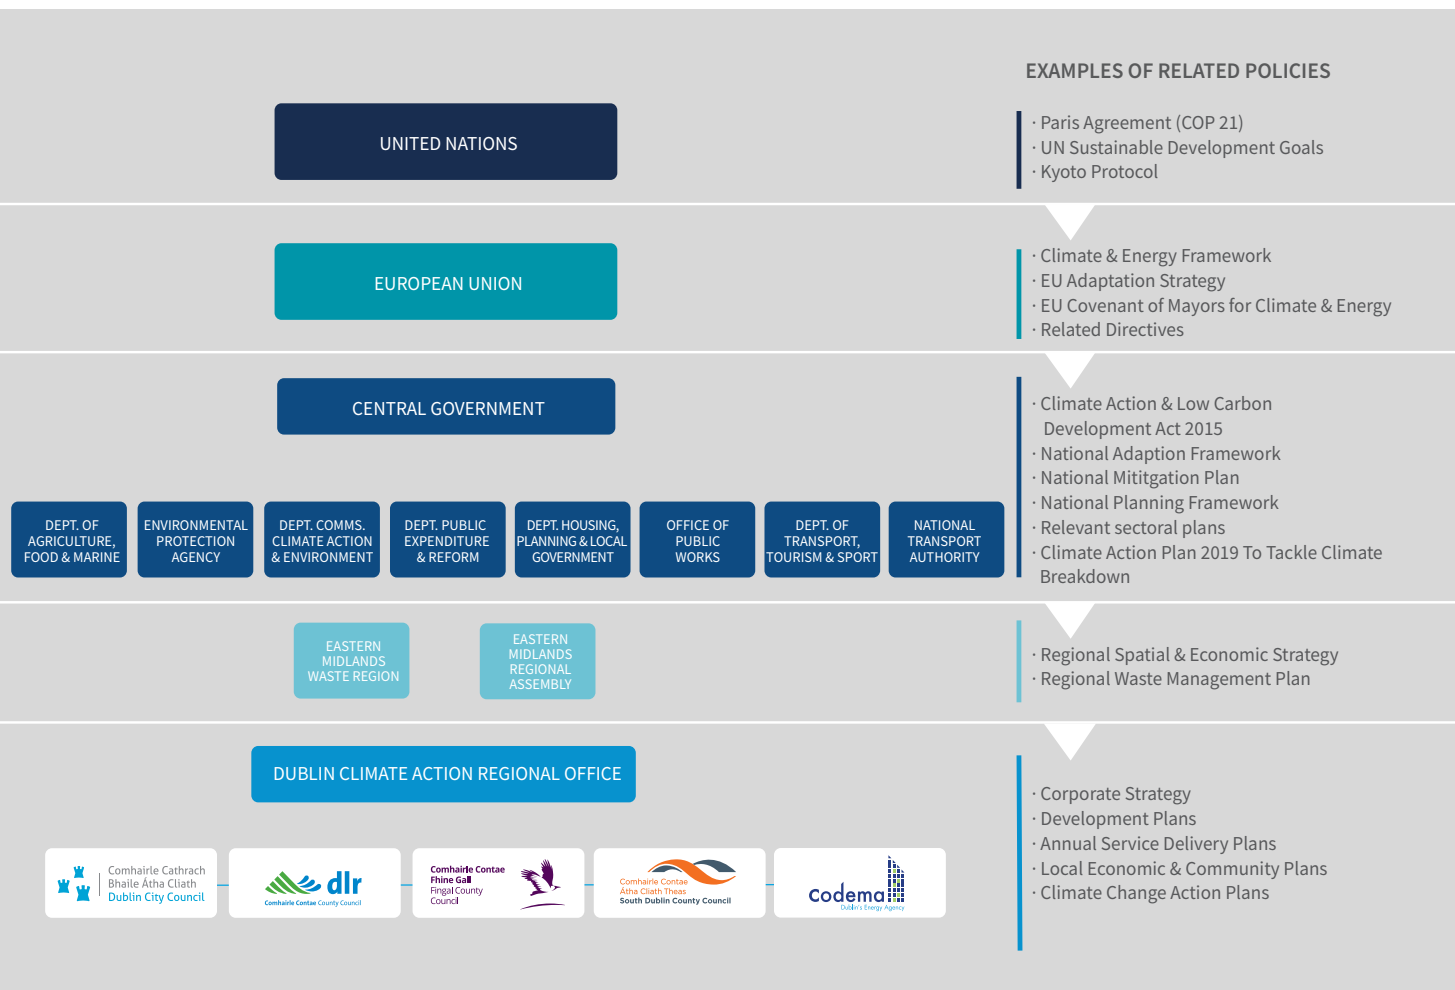 EXAMPLES OF RELATED POLICIES
UNITED NATIONS
· Paris Agreement (COP 21)
· UN Sustainable Development Goals
· Kyoto Protocol
EUROPEAN UNION
· Climate & Energy Framework
· EU Adaptation Strategy
· EU Covenant of Mayors for Climate & Energy
· Related Directives
CENTRAL GOVERNMENT
DEPT. OF
AGRICULTURE,
FOOD & MARINE
ENVIRONMENTAL
PROTECTION
AGENCY
DEPT. COMMS.
CLIMATE ACTION
& ENVIRONMENT
DEPT. PUBLIC
EXPENDITURE
& REFORM
DEPT. HOUSING,
PLANNING & LOCAL
GOVERNMENT
OFFICE OF
PUBLIC
WORKS
DEPT. OF
TRANSPORT,
TOURISM & SPORT
NATIONAL
TRANSPORT
AUTHORITY
· Climate Action & Low Carbon
Development Act 2015
· National Adaption Framework
· National Mititgation Plan
· National Planning Framework
· Relevant sectoral plans
· Climate Action Plan 2019 To Tackle Climate
Breakdown
EASTERN
MIDLANDS
WASTE REGION
EASTERN
MIDLANDS
REGIONAL
ASSEMBLY
· Regional Spatial & Economic Strategy
· Regional Waste Management Plan
DUBLIN CLIMATE ACTION REGIONAL OFFICE
Comhairle Cathrach
Bhaile Átha Cliath
Dublin City Council
dlr
Comhairle Contae County Council
Comhairle Contae
Fhine Gall
Fingal County
Council
Comhairle Contae
Átha Cliath Theas
South Dublin County Council
codema
Dublin's Energy Agency
· Corporate Strategy
· Development Plans
· Annual Service Delivery Plans
· Local Economic & Community Plans
· Climate Change Action Plans